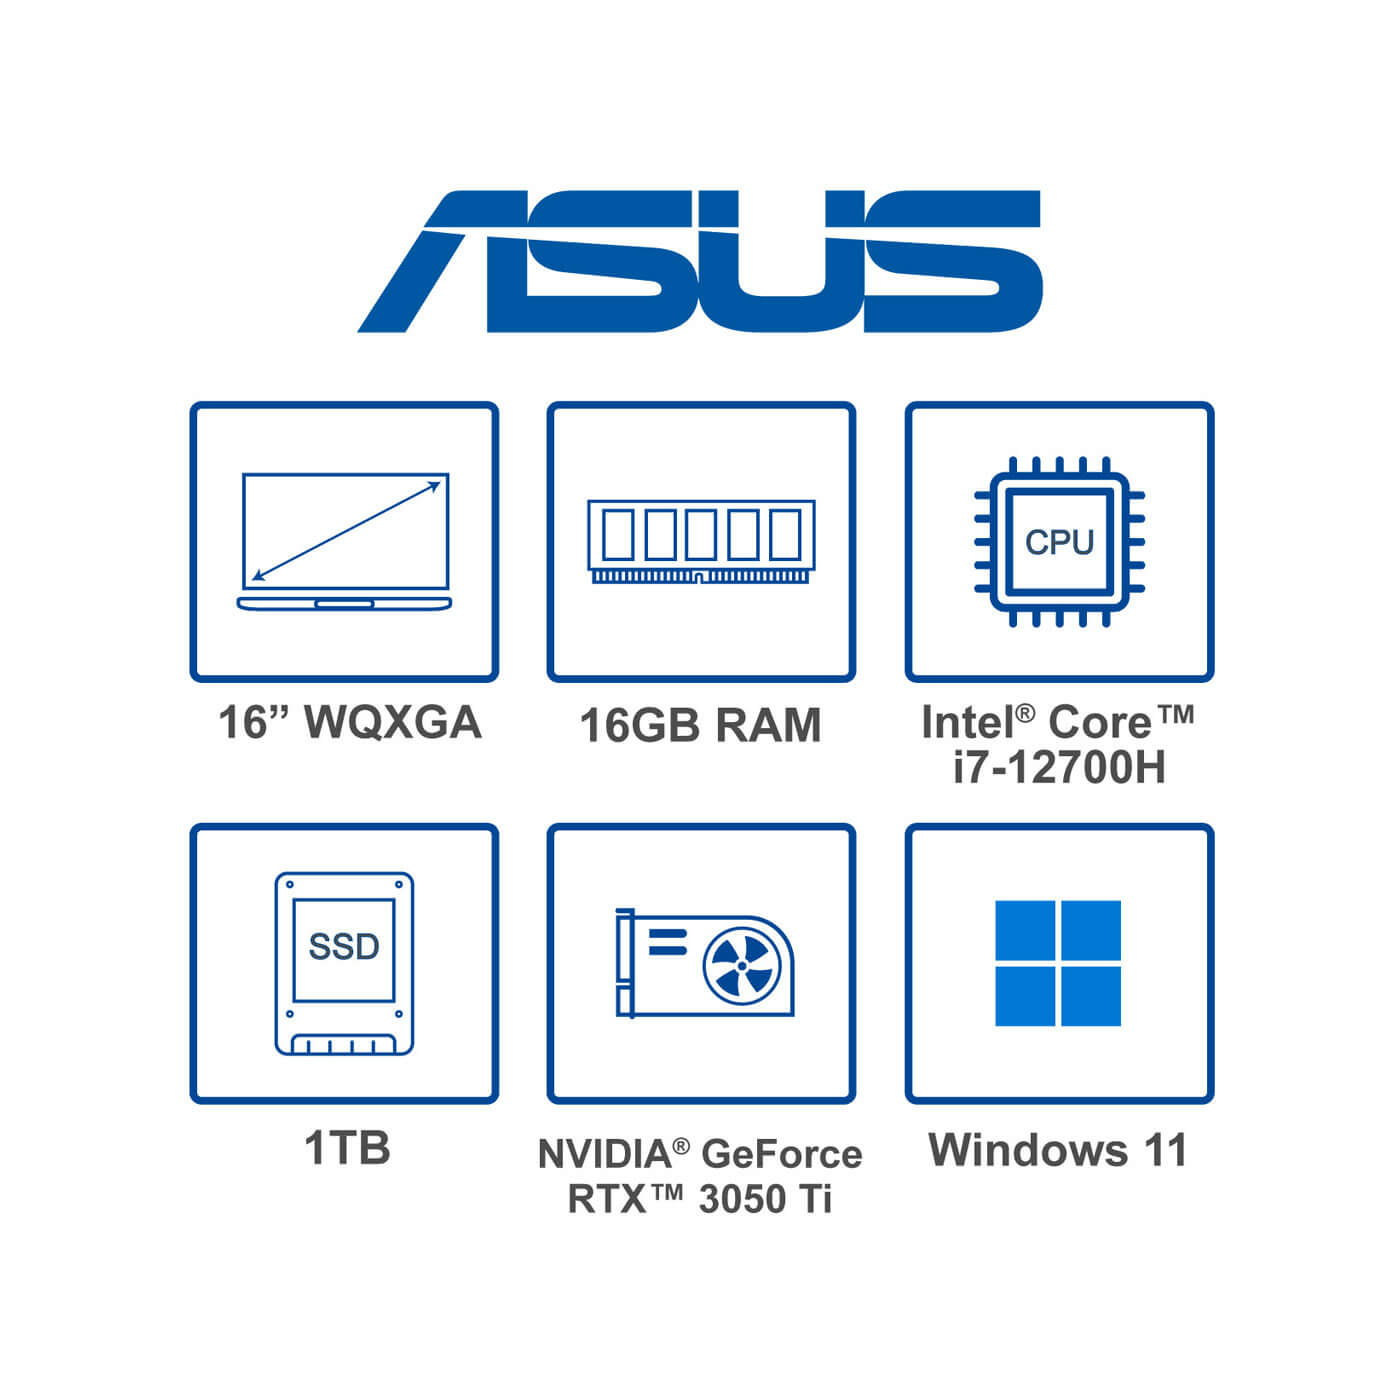 ASUS
CPU
16” WQXGA
16GB RAM
Intel® Core™
i7-12700H
SSD
1TB
NVIDIA® GeForce
RTX™ 3050 Ti
Windows 11